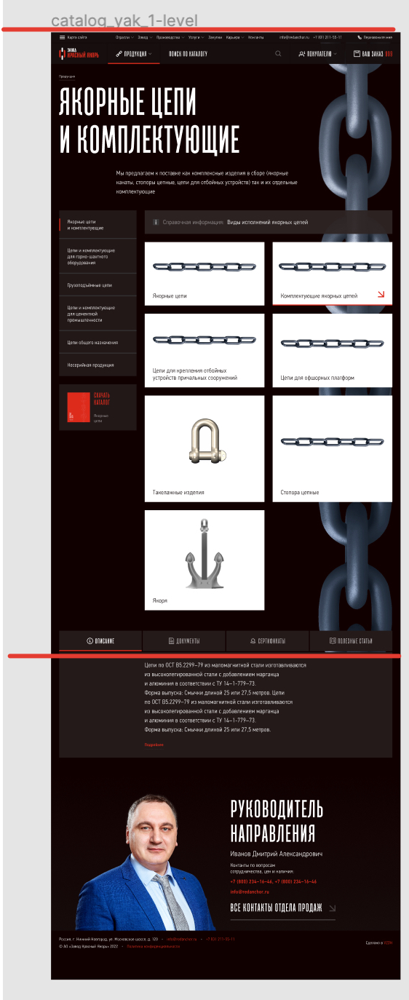 catalog_yak_1-level
Карта сайта Отрасли Завод Производство Услуги Закупки Карьера Контакты info@redanchor.ru +7 831 211-55-11 Перезвоните мне
ЗАВОД
КРАСНЫЙ ЯКОРЬ
ПРОДУКЦИЯ ПОИСК ПО КАТАЛОГУ ПОКУПАТЕЛЮ ВАШ ЗАКАЗ
Продукция
ЯКОРНЫЕ ЦЕПИ
И КОМПЛЕКТУЮЩИЕ
Мы предлагаем к поставке как комплексные изделия в сборе (якорные
канаты, стопоры цепные, цепи для отбойных устройств) так и их отдельные
комплектующие
Якорные цепи
и комплектующие
Цепи и комплектующие
для горно-шахтного
оборудования
Грузоподъёмные цепи
Цепи и комплектующие
для цементной
промышленности
Цепи общего назначения
Несерийная продукция
СКАЧАТЬ
КАТАЛОГ
Якорные
цепи
Справочная информация Виды исполнений якорных цепей
Якорные цепи
Комплектующие якорных цепей
Цепи для крепления отбойных
устройств причальных сооружений
Цепи для офшорных платформ
Такелажные изделия
Стопора цепные
Якоря
ОПИСАНИЕ ДОКУМЕНТЫ СЕРТИФИКАТЫ ПОЛЕЗНЫЕ СТАТЬИ
Цепи по ОСТ В5.2299–79 из маломагнитной стали изготавливаются
из высоколегированной стали с добавлением марганца
и алюминия в соответствии с ТУ 14–1-779–73.
Форма выпуска: Смычки длиной 25 или 27,5 метров. Цепи
по ОСТ В5.2299–79 из маломагнитной стали изготавливаются
из высоколегированной стали с добавлением марганца
и алюминия в соответствии с ТУ 14–1-779–73.
Форма выпуска: Смычки длиной 25 или 27,5 метров.
Подробнее
РУКОВОДИТЕЛЬ
НАПРАВЛЕНИЯ
Иванов Дмитрий Александрович
Контакты по вопросам
сотрудничества, цен и наличия:
+7 (800) 234–16–46, +7 (800) 234–16–46
info@redanchor.ru
ВСЕ КОНТАКТЫ ОТДЕЛА ПРОДАЖ
Россия, г. Нижний Новгород, ул. Московское шоссе, д. 120 • info@redanchor.ru • +7 831 211-55-11
© АО «Завод Красный Якорь» 2022 • Политика конфиденциальности
Сделано в